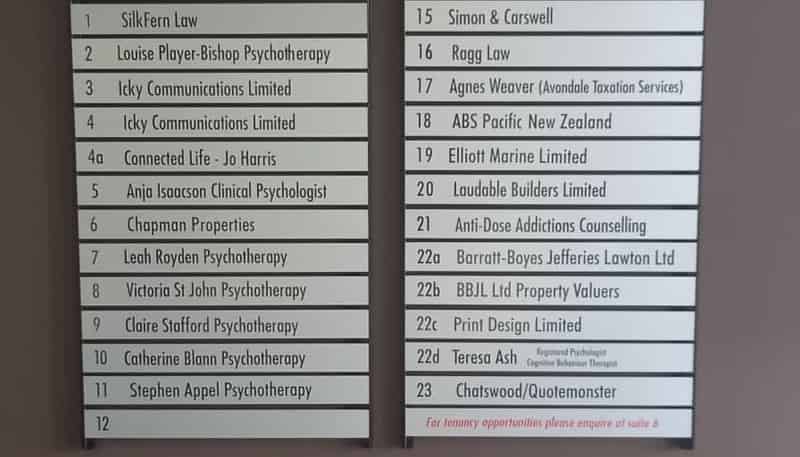 1 SilkFern Law
2 Louise Player-Bishop Psychotherapy
3 Icky Communications Limited
4 Icky Communications Limited
4a Connected Life - Jo Harris
5 Anja Isaacson Clinical Psychologist
6 Chapman Properties
7 Leah Royden Psychotherapy
8 Victoria St John Psychotherapy
9 Claire Stafford Psychotherapy
10 Catherine Blann Psychotherapy
11 Stephen Appel Psychotherapy
12
15 Simon & Carswell
16 Ragg Law
17 Agnes Weaver (Avondale Taxation Services)
18 ABS Pacific New Zealand
19 Elliott Marine Limited
20 Laudable Builders Limited
21 Anti-Dose Addictions Counselling
22a Barratt-Boyes Jefferies Lawton Ltd
22b BBJL Ltd Property Valuers
22c Print Design Limited
22d Teresa Ash Registered Psychologist
Cognitive Behaviour Therapist
23 Chatswood/Quotemonster
For tenancy opportunities please enquire at suite 6